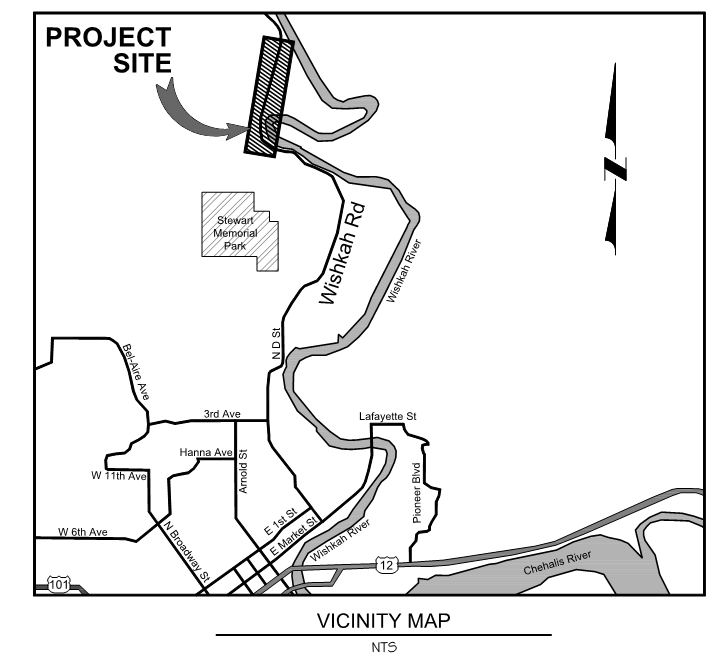 PROJECT
SITE
Stewart
Memorial
Park
Wishkah Rd
Wishkah River
N D St
Bel-Aire Ave
3rd Ave
Lafayette St
Hanna Ave
Arnold St
W 11th Ave
Pioneer Blvd
W 6th Ave
N Broadway St
E 1st St
E Market St
Wishkah River
12
Chehalis River
101
N
VICINITY MAP
NTS